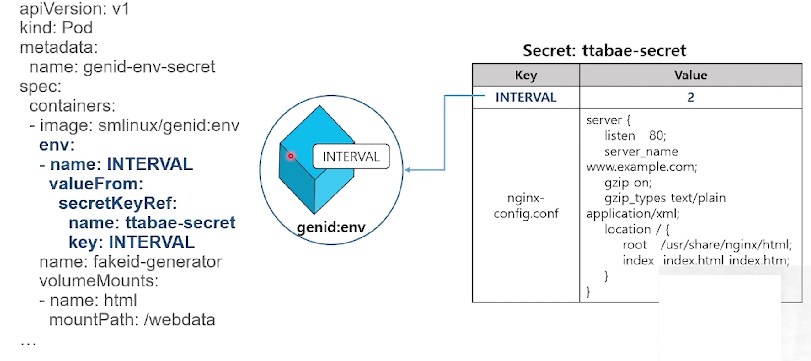 apiVersion: v1
kind: Pod
metadata:
name: genid-env-secret
spec:
containers:
- image: smlinux/genid:env
env:
- name: INTERVAL
valueFrom:
secretKeyRef:
name: ttabae-secret
key: INTERVAL
name: fakeid-generator
volumeMounts:
- name: html
mountPath: /webdata
...
INTERVAL
genid:env
Secret: ttabae-secret
Key Value
INTERVAL 2
nginx-
config.conf
server {
listen 80;
server_name
www.example.com;
gzip on;
gzip_types text/plain
application/xml;
location / {
root /usr/share/nginx/html;
index index.html index.htm;
}
}